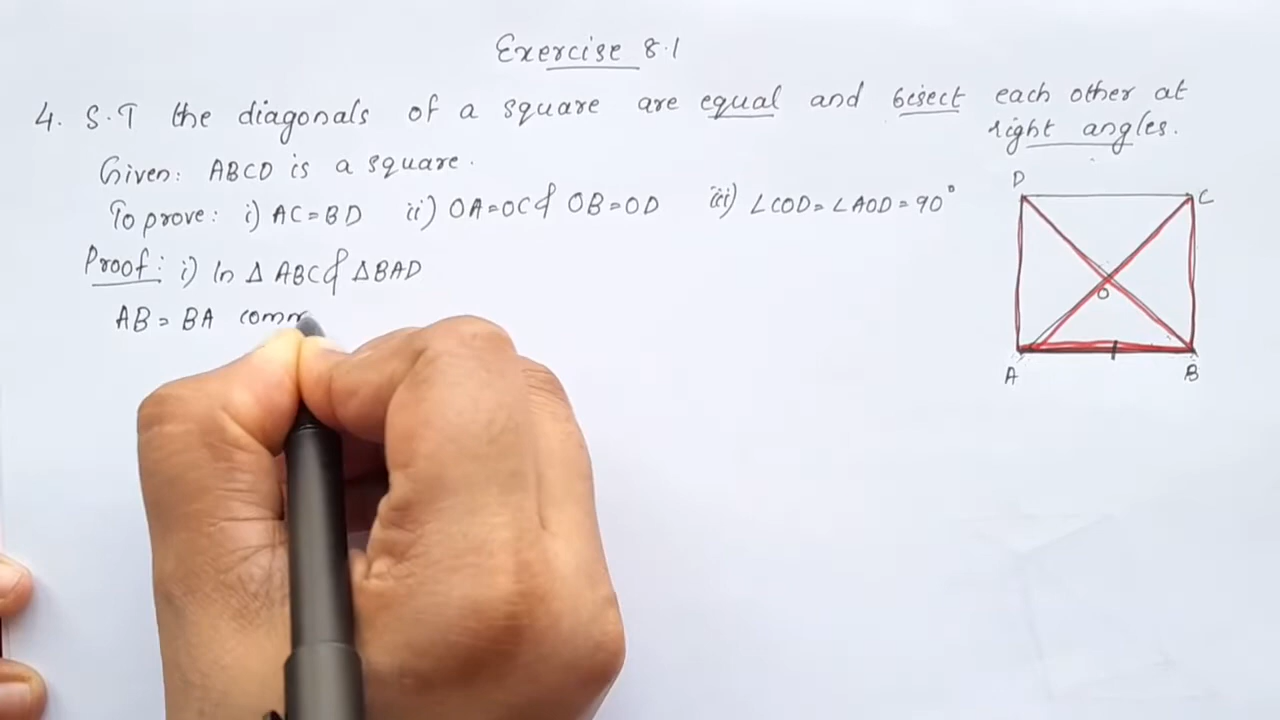 Exercise 8.1
4. S.T the diagonals of a square are equal and bisect each other at
right angles.
Given: ABCD is a square.
To prove: i) AC=BD ii) OA=OC & OB=OD iii) ∠COD=∠AOD=90°
Proof: i) In Δ ABC & ΔBAD
AB = BA comm
D
C
O
A
B